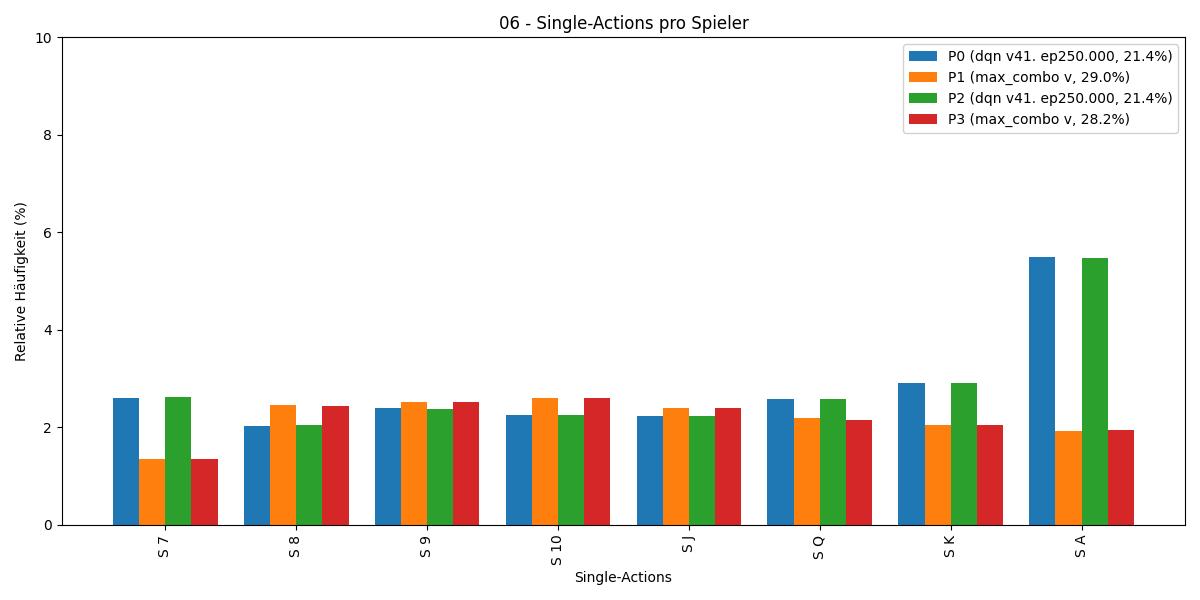 06 - Single-Actions pro Spieler
P0 (dqn v41. ep250.000, 21.4%)
P1 (max_combo v, 29.0%)
P2 (dqn v41. ep250.000, 21.4%)
P3 (max_combo v, 28.2%)
Relative Häufigkeit (%)
10
8
6
4
2
0
S 7
S 8
S 9
S 10
S J
S Q
S K
S A
Single-Actions